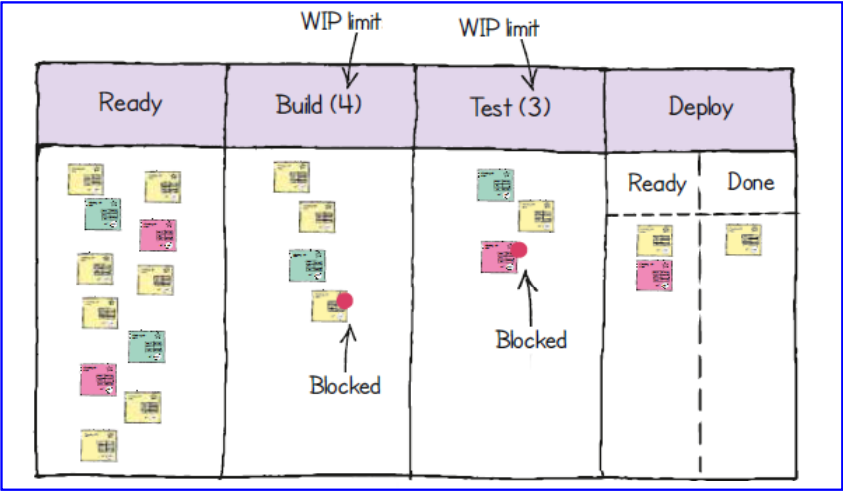 WIP limit
WIP limit
Ready
Build (4)
Test (3)
Deploy
Ready
Done
Blocked
Blocked